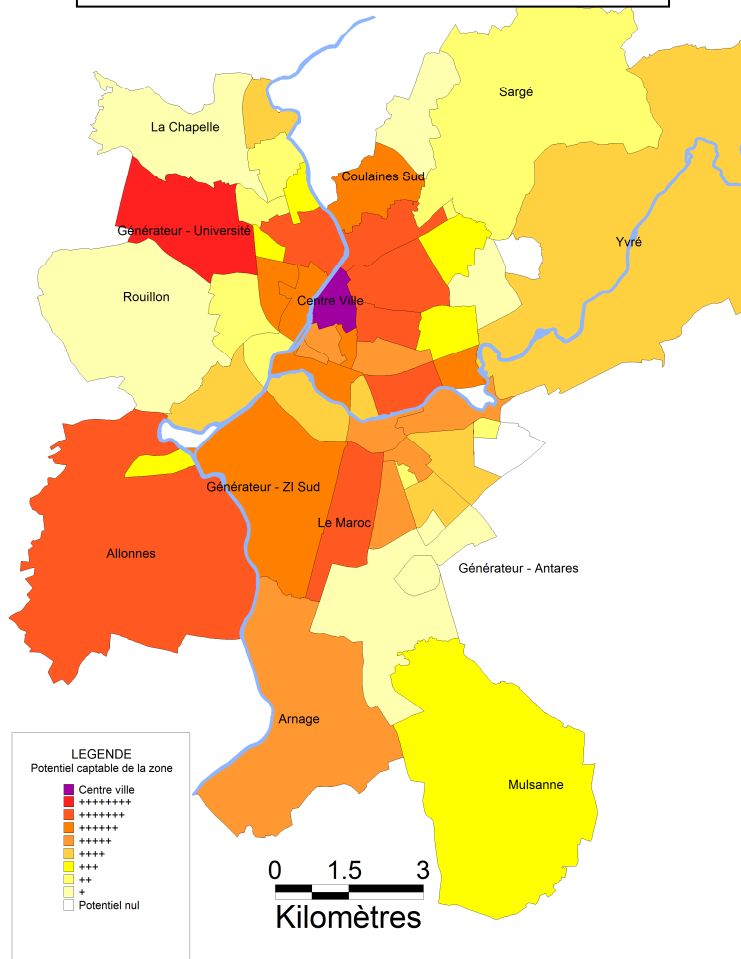 Sargé
La Chapelle
Coulaines Sud
Générateur - Université
Yvré
Rouillon
Centre Ville
Générateur - ZI Sud
Le Maroc
Allonnes
Générateur - Antares
Arnage
Mulsanne
LEGENDE
Potentiel captable de la zone
Centre ville
++++++++
+++++++
++++++
+++++
++++
+++
++
+
Potentiel nul
0 1.5 3
Kilomètres